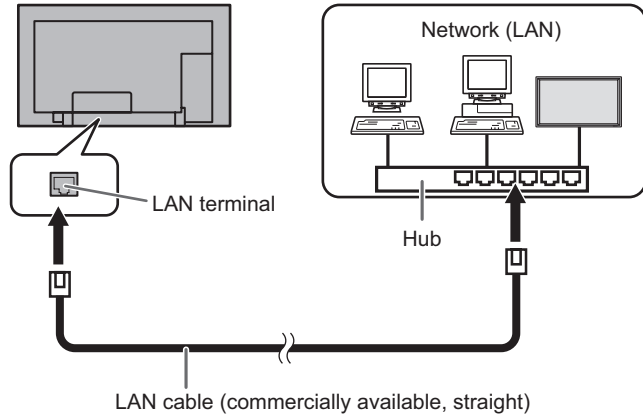 Network (LAN)
LAN terminal
Hub
LAN cable (commercially available, straight)